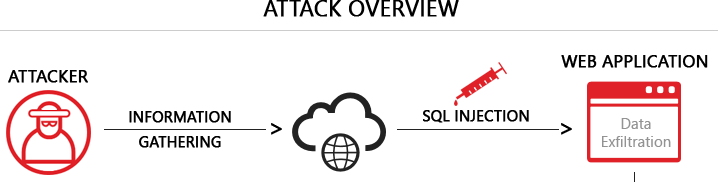 ATTACK OVERVIEW
ATTACKER
INFORMATION
GATHERING
SQL INJECTION
WEB APPLICATION
Data
Exfiltration